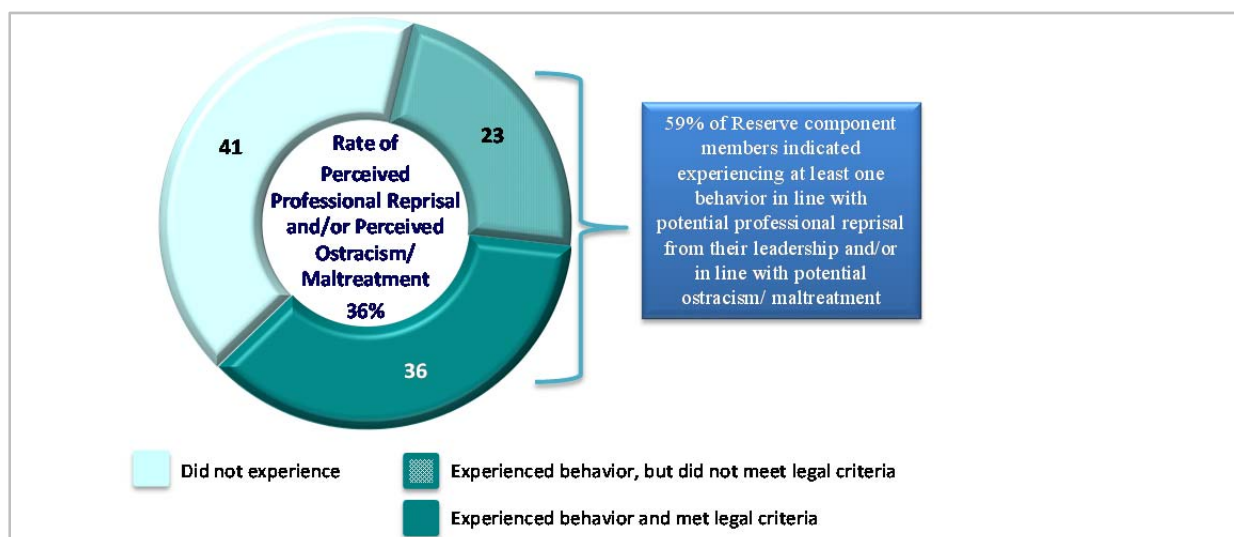 41
23
36
Rate of
Perceived
Professional Reprisal
and/or Perceived
Ostracism/
Maltreatment
36%
59% of Reserve component
members indicated
experiencing at least one
behavior in line with
potential professional reprisal
from their leadership and/or
in line with potential
ostracism/ maltreatment
Did not experience
Experienced behavior, but did not meet legal criteria
Experienced behavior and met legal criteria